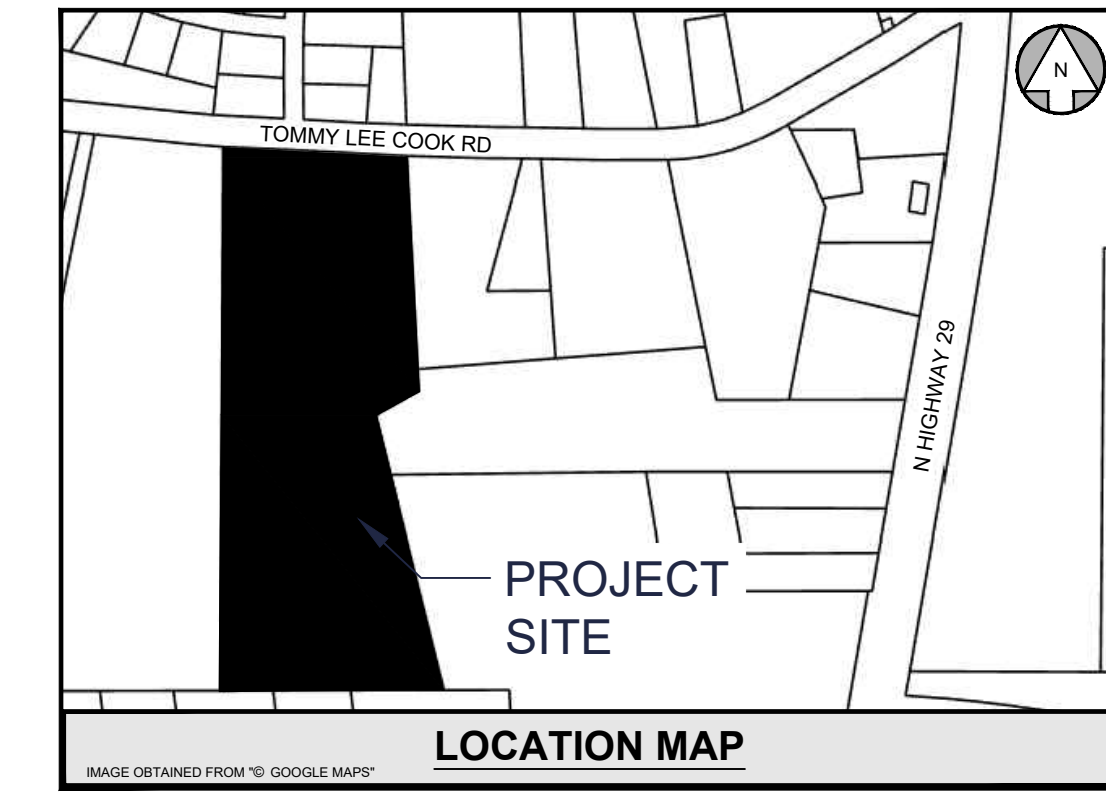 N
TOMMY LEE COOK RD
N HIGHWAY 29
PROJECT
SITE
LOCATION MAP
IMAGE OBTAINED FROM "© GOOGLE MAPS"